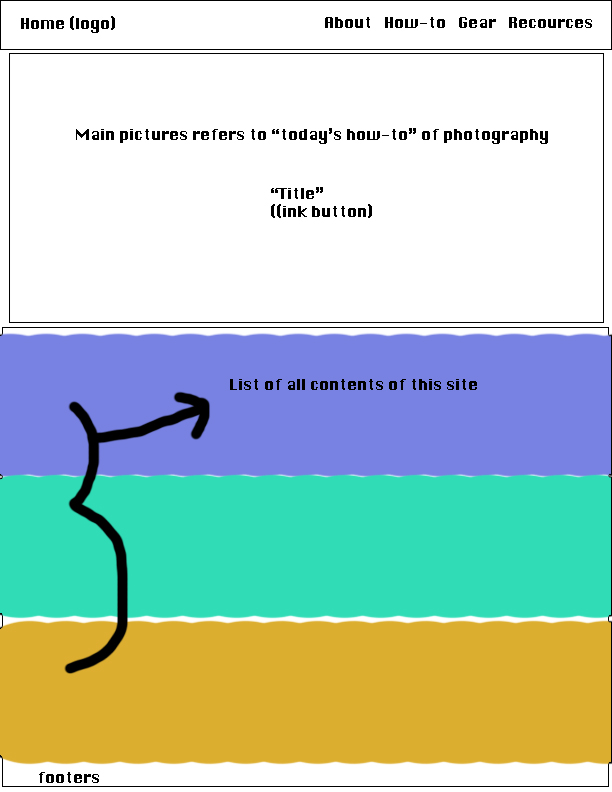 Home (logo)
About How-to Gear Recources
Main pictures refers to “today’s how-to” of photography
“Title”
((ink button)
List of all contents of this site
footers